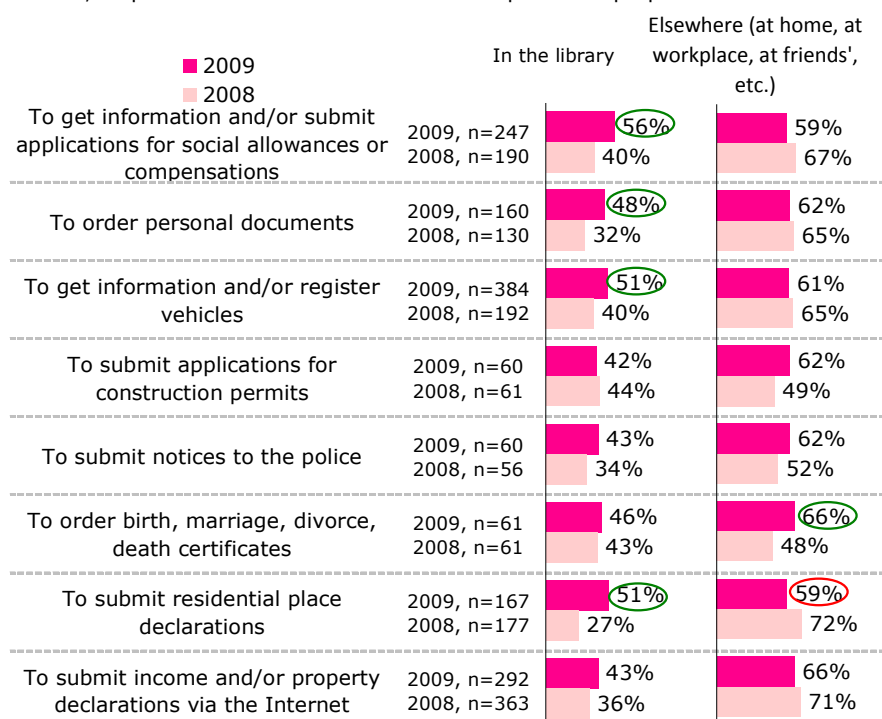 2009
2008
In the library
Elsewhere (at home, at
workplace, at friends',
etc.)
To get information and/or submit
applications for social allowances or
compensations
2009, n=247
2008, n=190
56%
40%
59%
67%
To order personal documents
2009, n=160
2008, n=130
48%
32%
62%
65%
To get information and/or register
vehicles
2009, n=384
2008, n=192
51%
40%
61%
65%
To submit applications for
construction permits
2009, n=60
2008, n=61
42%
44%
62%
49%
To submit notices to the police
2009, n=60
2008, n=56
43%
34%
62%
52%
To order birth, marriage, divorce,
death certificates
2009, n=61
2008, n=61
46%
43%
66%
48%
To submit residential place
declarations
2009, n=167
2008, n=177
51%
27%
59%
72%
To submit income and/or property
declarations via the Internet
2009, n=292
2008, n=363
43%
36%
66%
71%